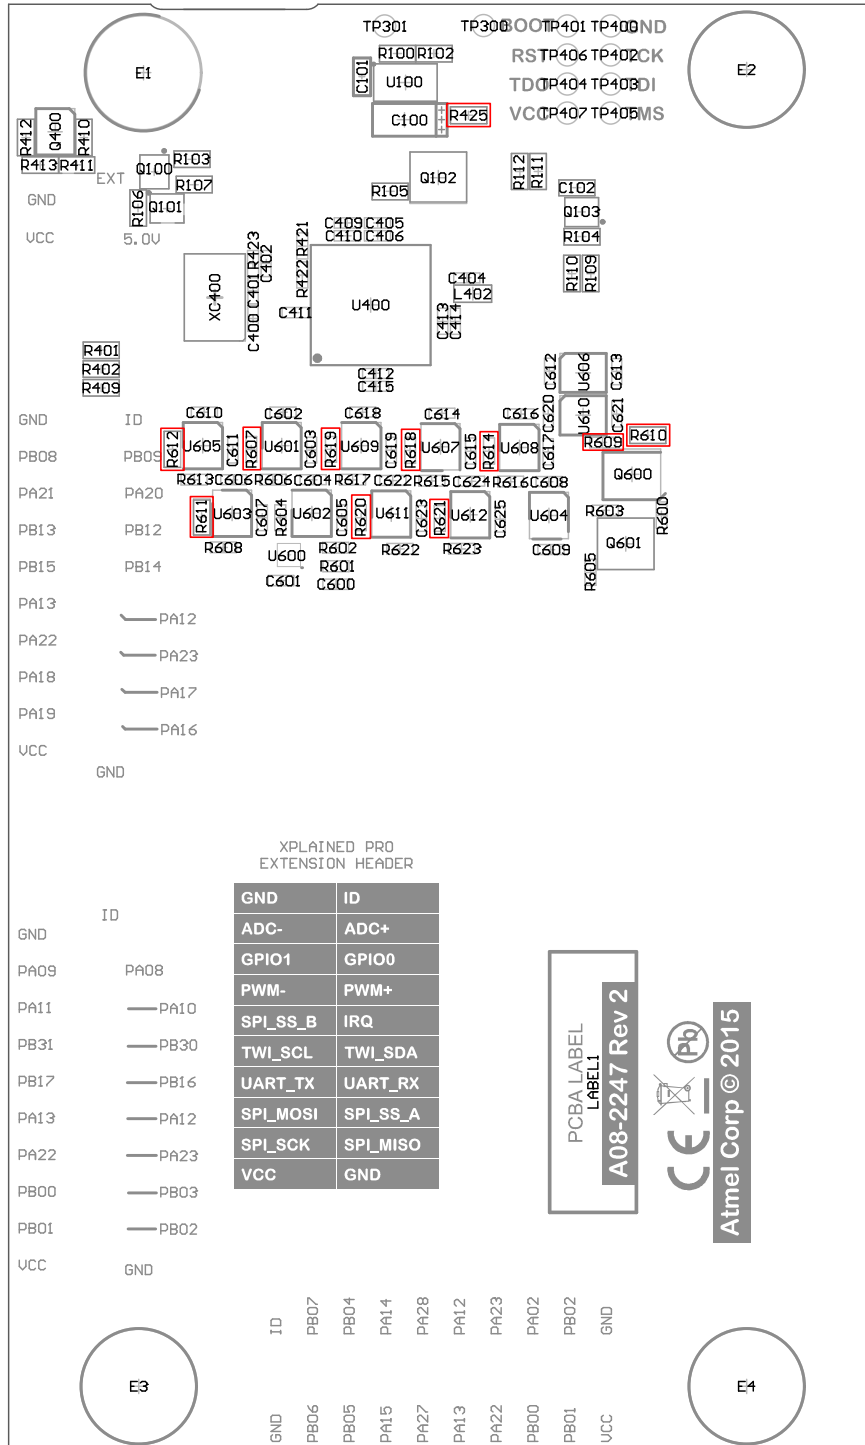 TP301 TP300 BOOT TP401 TP400 GND
R100 R102 RST TP406 TP402 TCK
E1 C101 U100 TDO TP404 TP403 TDI E2
C100 R425 VCC TP407 TP405 TMS
R412 Q400 R410
R413 R411
EXT Q100 R103
R107
R106 Q101
GND
VCC 5.0V
Q102 R105
R112 R111
C102
Q103
R104
R110 R109
C409 C405
C410 C406
R421 R422
R423 C402
XC400 C401 C400
C411 U400
C404
L402
C413 C414
C412
C415
R401
R402
R409
C612 U606 C613
C620 U610 C621
R609 R610
GND ID
C610 C602 C618 C614 C616
R612 U605 C611 R607 U601 C603 R619 U609 C619 R618 U607 C615 R614 U608 C617
PB08 PB09
Q600
R613 C606 R606 C604 R617 C622 R615 C624 R616 C608
PA21 PA20
R611 U603 C607 R604 U602 C605 R620 U611 C623 R621 U612 C625 U604
R603 R600
PB13 PB12
R608 R602 R622 R623 C609
U600 R601
C601 C600
R605 Q601
PB15 PB14
PA13
PA12
PA22
PA23
PA18
PA17
PA19
PA16
VCC
GND
XPLAINED PRO
EXTENSION HEADER
GND ID
ADC- ADC+
GPIO1 GPIO0
PWM- PWM+
SPI_SS_B IRQ
TWI_SCL TWI_SDA
UART_TX UART_RX
SPI_MOSI SPI_SS_A
SPI_SCK SPI_MISO
VCC GND
ID
GND
PA09 PA08
PA11 PA10
PB31 PB30
PB17 PB16
PA13 PA12
PA22 PA23
PB00 PB03
PB01 PB02
VCC GND
PCBA LABEL
LABEL1
A08-2247 Rev 2
Pb
CE
Atmel Corp © 2015
ID PB07 PB04 PA14 PA28 PA12 PA23 PA02 PB02 GND
E3 E4
GND PB06 PB05 PA15 PA27 PA13 PA22 PB00 PB01 VCC